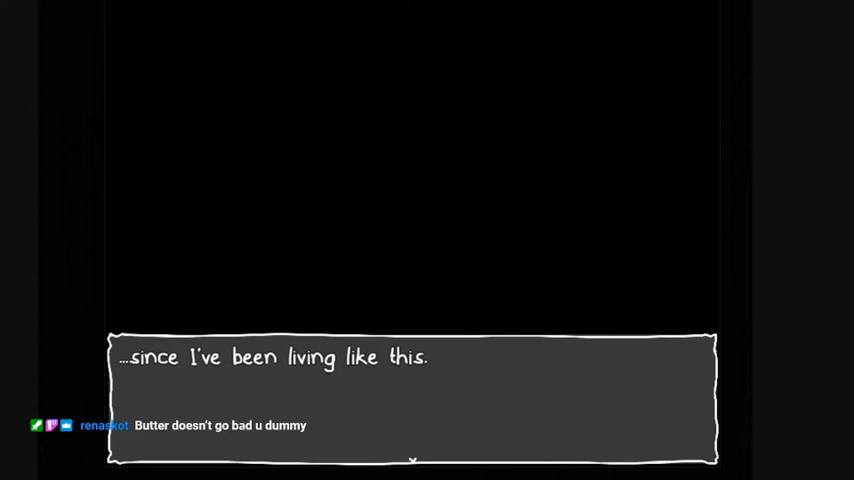 ...since I've been living like this.
renaskot Butter doesn't go bad u dummy